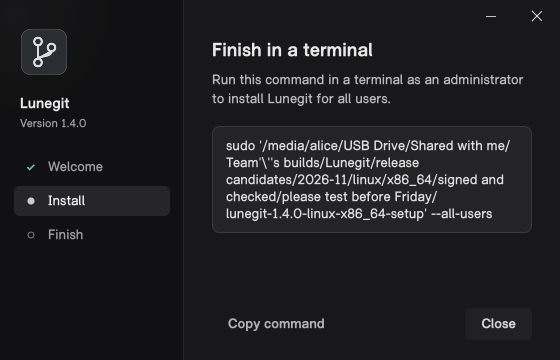 Finish in a terminal
Run this command in a terminal as an administrator
to install Lunegit for all users.
sudo '/media/alice/USB Drive/Shared with me/
Team'\''s builds/Lunegit/release
candidates/2026-11/linux/x86_64/signed and
checked/please test before Friday/
lunegit-1.4.0-linux-x86_64-setup' --all-users
Lunegit
Version 1.4.0
Welcome
Install
Finish
Copy command
Close